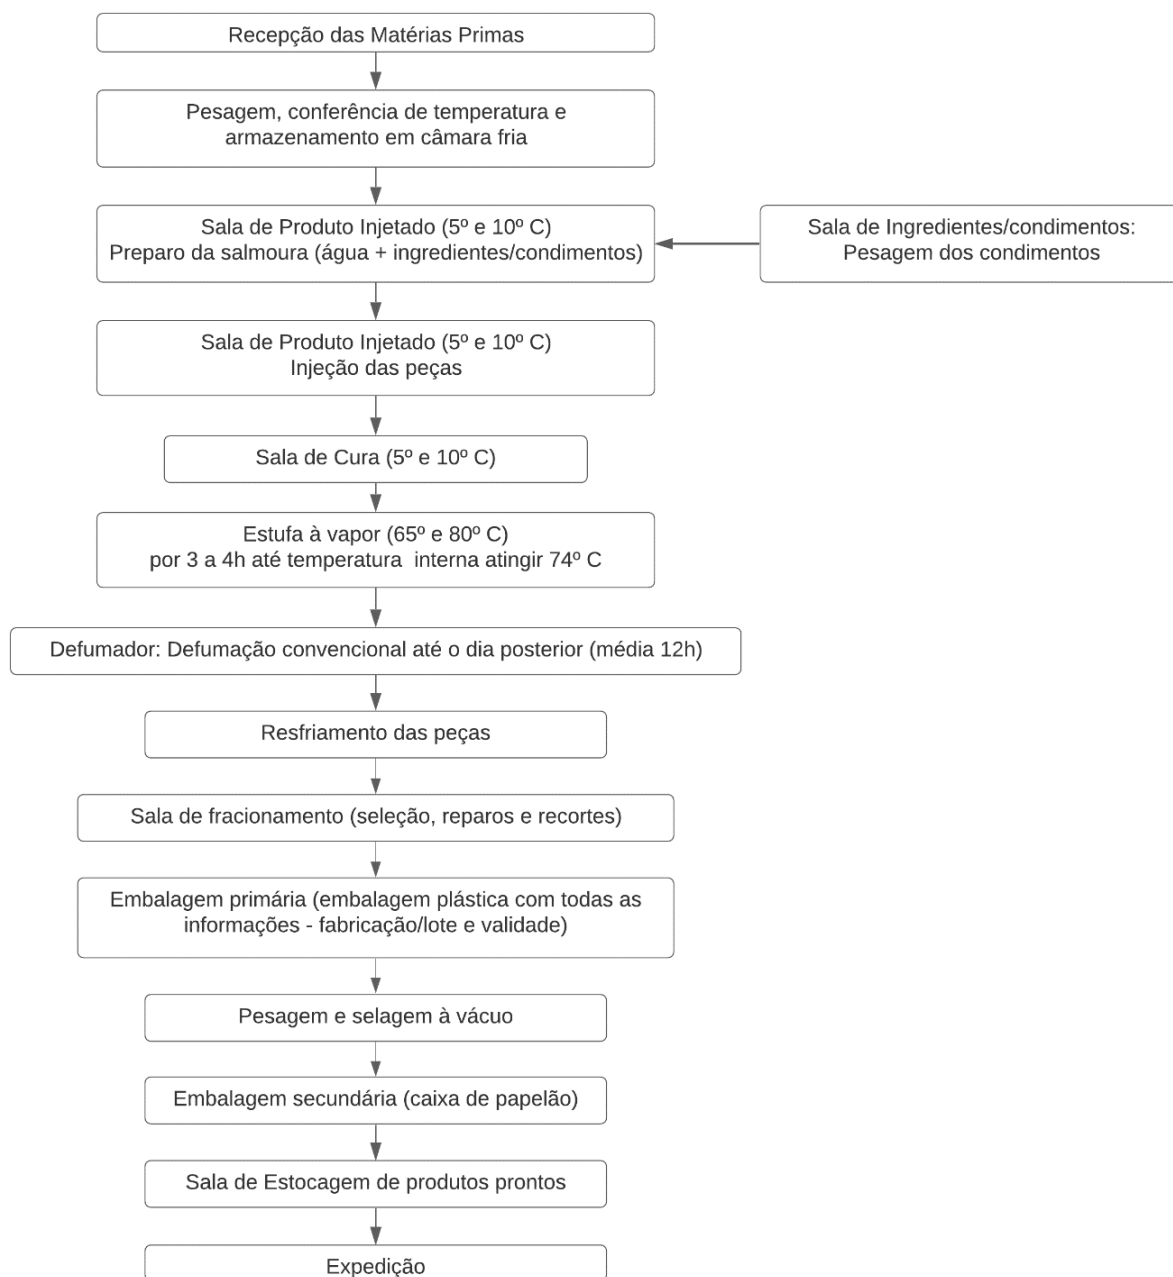 Recepção das Matérias Primas
Pesagem, conferência de temperatura e
armazenamento em câmara fria
Sala de Produto Injetado (5º e 10º C)
Preparo da salmoura (água + ingredientes/condimentos)
Sala de Ingredientes/condimentos:
Pesagem dos condimentos
Sala de Produto Injetado (5º e 10º C)
Injeção das peças
Sala de Cura (5º e 10º C)
Estufa à vapor (65º e 80º C)
por 3 a 4h até temperatura interna atingir 74º C
Defumador: Defumação convencional até o dia posterior (média 12h)
Resfriamento das peças
Sala de fracionamento (seleção, reparos e recortes)
Embalagem primária (embalagem plástica com todas as
informações - fabricação/lote e validade)
Pesagem e selagem à vácuo
Embalagem secundária (caixa de papelão)
Sala de Estocagem de produtos prontos
Expedição